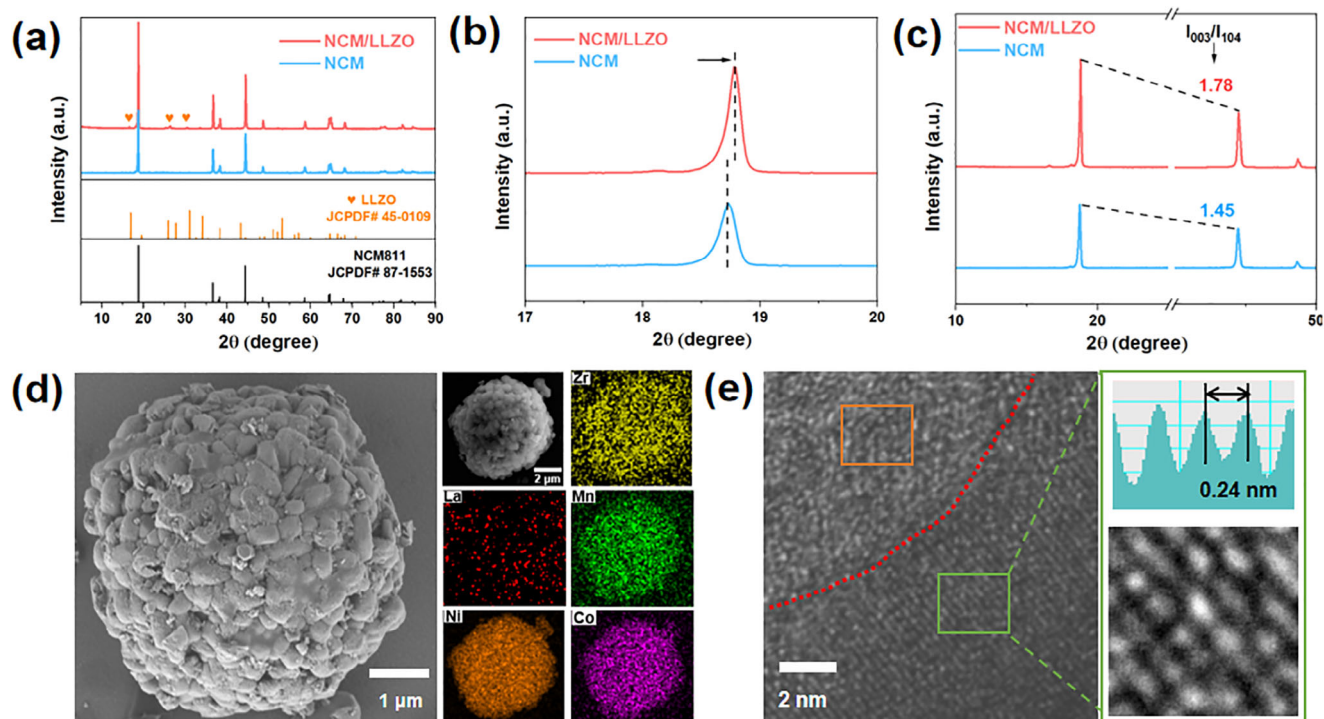 (a)
NCM/LLZO
NCM
♥ ♥ ♥
♥ LLZO
JCPDF# 45-0109
NCM811
JCPDF# 87-1553
Intensity (a.u.)
5 10 20 30 40 50 60 70 80 90
2θ (degree)
(b)
NCM/LLZO
NCM
Intensity (a.u.)
17 18 19 20
2θ (degree)
(c)
NCM/LLZO
NCM
I003/I104
1.78
1.45
Intensity (a.u.)
10 20 50
2θ (degree)
(d)
1 μm
2 μm
Zr
La
Mn
Ni
Co
(e)
2 nm
0.24 nm